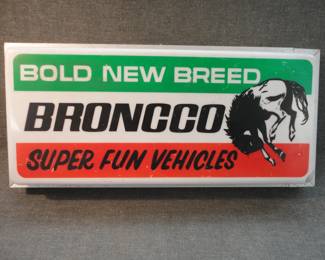 BOLD NEW BREED
BRONCCO
SUPER FUN VEHICLES